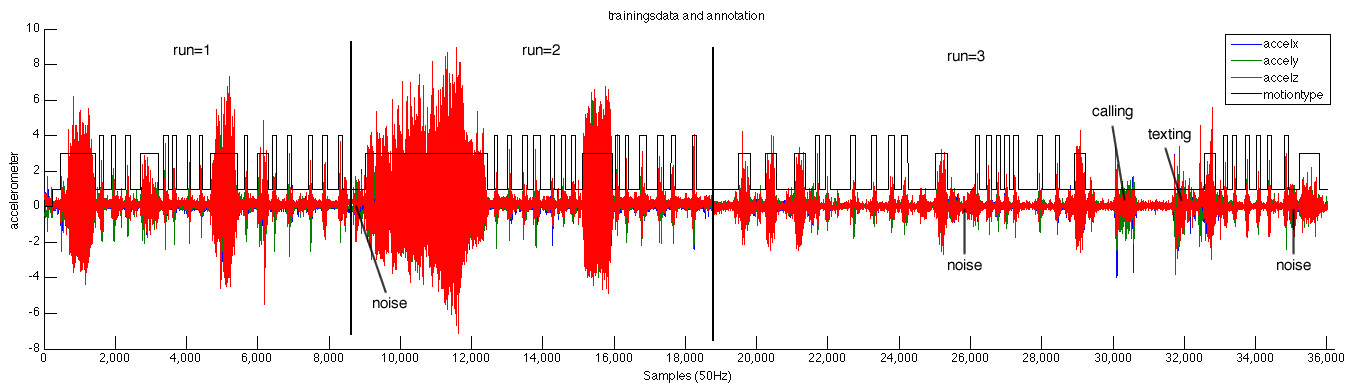 trainingsdata and annotation
run=1
run=2
run=3
accelx
accely
accelz
motiontype
calling
texting
noise
noise
noise
accelerometer
10
8
6
4
2
0
-2
-4
-6
-8
0
2,000
4,000
6,000
8,000
10,000
12,000
14,000
16,000
18,000
20,000
22,000
24,000
26,000
28,000
30,000
32,000
34,000
36,000
Samples (50Hz)